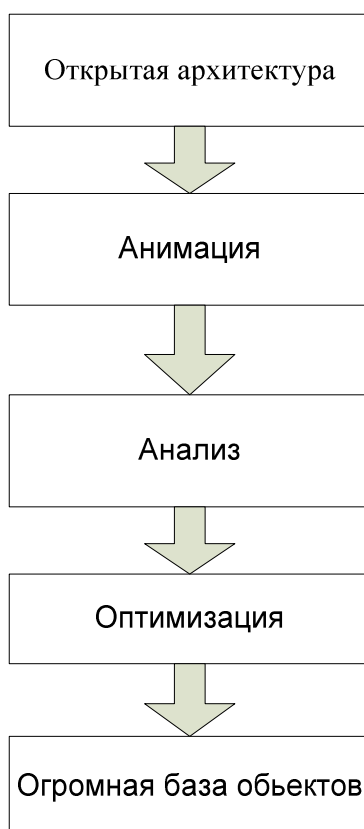 Открытая архитектура
Анимация
Анализ
Оптимизация
Огромная база обьектов